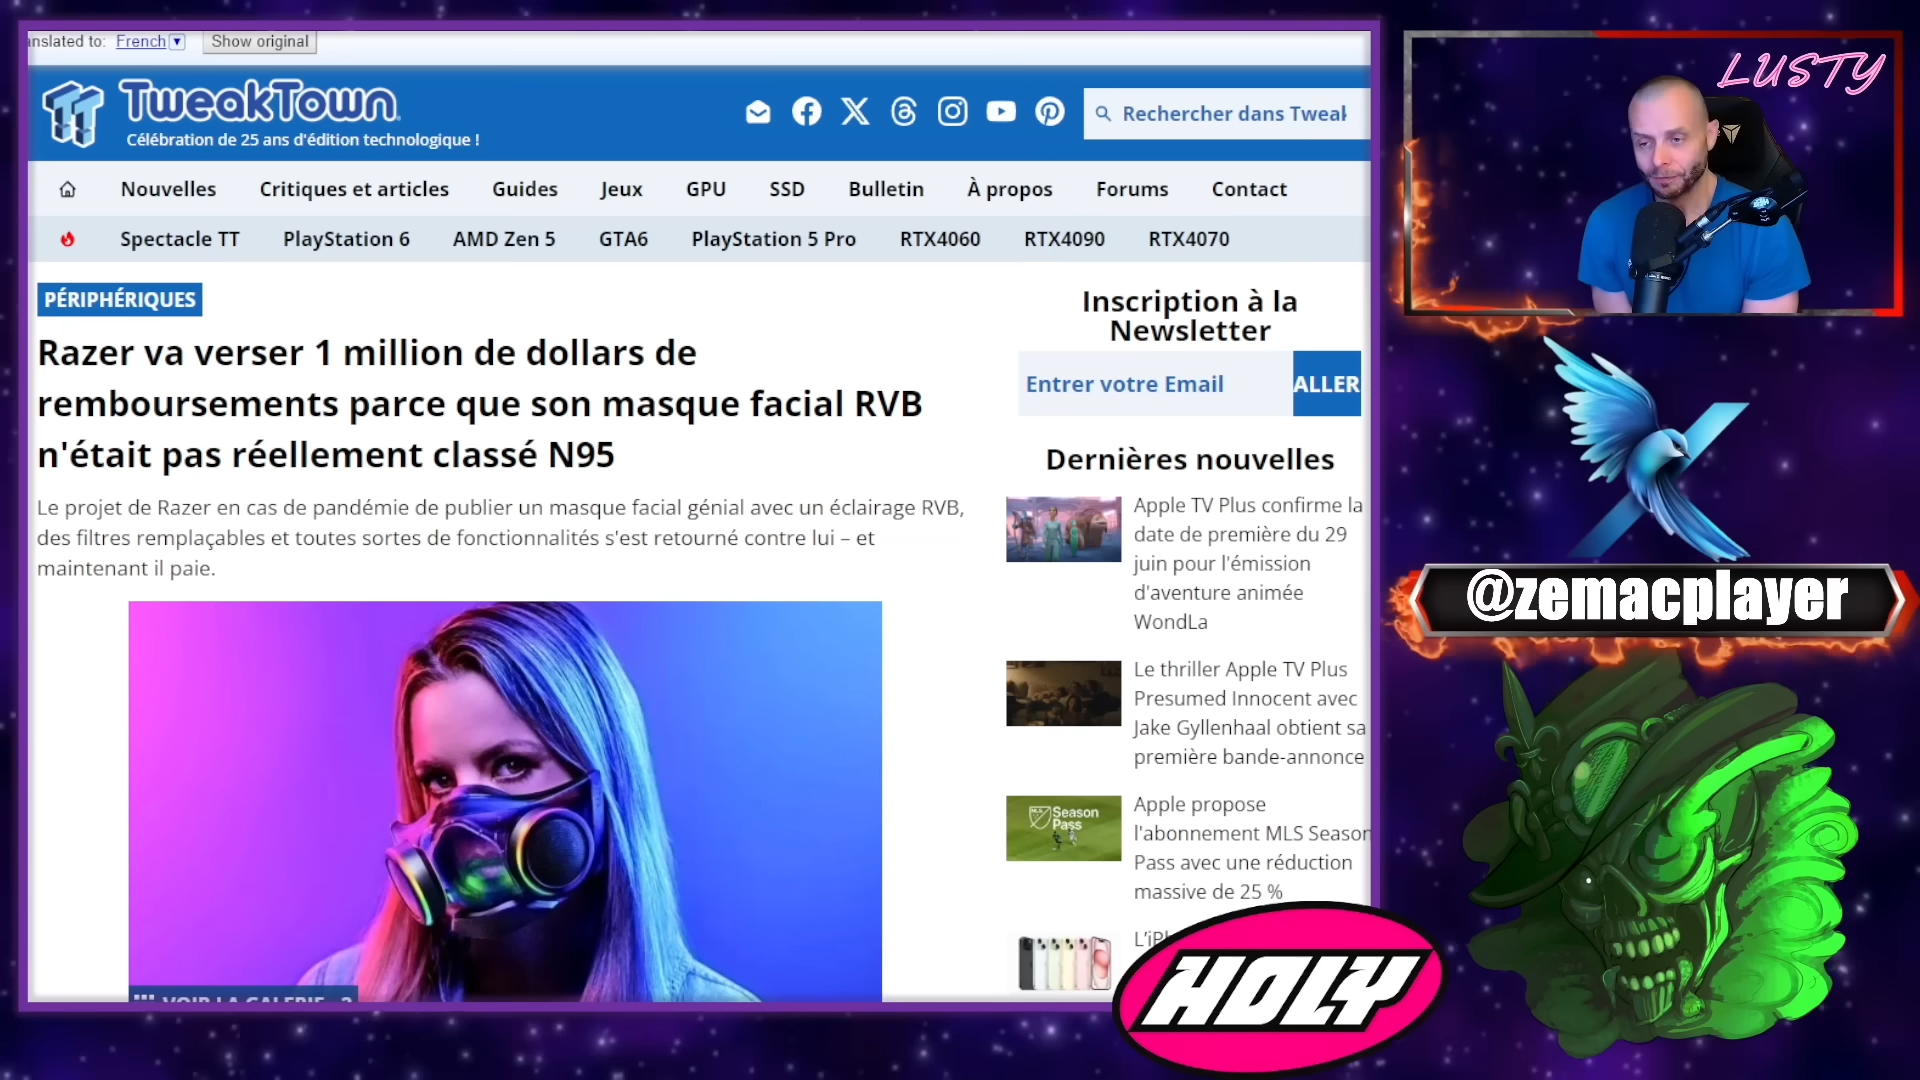 anslated to: French ▼ Show original
TweakTown
Célébration de 25 ans d'édition technologique !
Rechercher dans Tweak
Nouvelles Critiques et articles Guides Jeux GPU SSD Bulletin À propos Forums Contact
Spectacle TT PlayStation 6 AMD Zen 5 GTA6 PlayStation 5 Pro RTX4060 RTX4090 RTX4070
PÉRIPHÉRIQUES
Razer va verser 1 million de dollars de
remboursements parce que son masque facial RVB
n'était pas réellement classé N95
Le projet de Razer en cas de pandémie de publier un masque facial génial avec un éclairage RVB,
des filtres remplaçables et toutes sortes de fonctionnalités s'est retourné contre lui – et
maintenant il paie.
VOIR LA GALERIE - 2
Inscription à la
Newsletter
Entrer votre Email ALLER
Dernières nouvelles
Apple TV Plus confirme la
date de première du 29
juin pour l'émission
d'aventure animée
WondLa
Le thriller Apple TV Plus
Presumed Innocent avec
Jake Gyllenhaal obtient sa
première bande-annonce
Season
Pass
Apple propose
l'abonnement MLS Season
Pass avec une réduction
massive de 25 %
HOLY
LUSTY
@zemacplayer